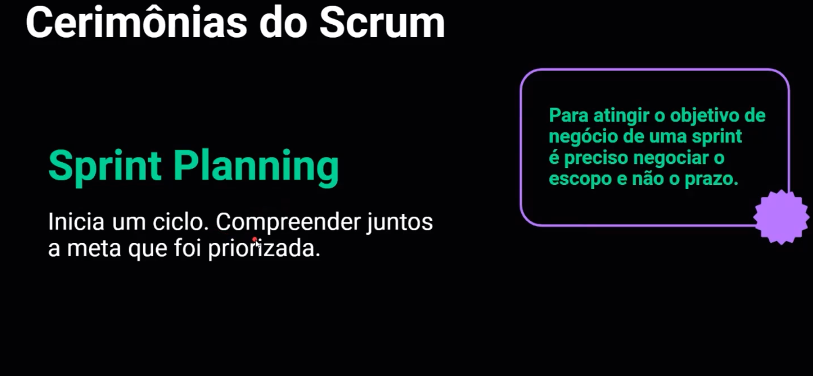 Cerimônias do Scrum
Sprint Planning
Inicia um ciclo. Compreender juntos
a meta que foi priorizada.
Para atingir o objetivo de
negócio de uma sprint
é preciso negociar o
escopo e não o prazo.